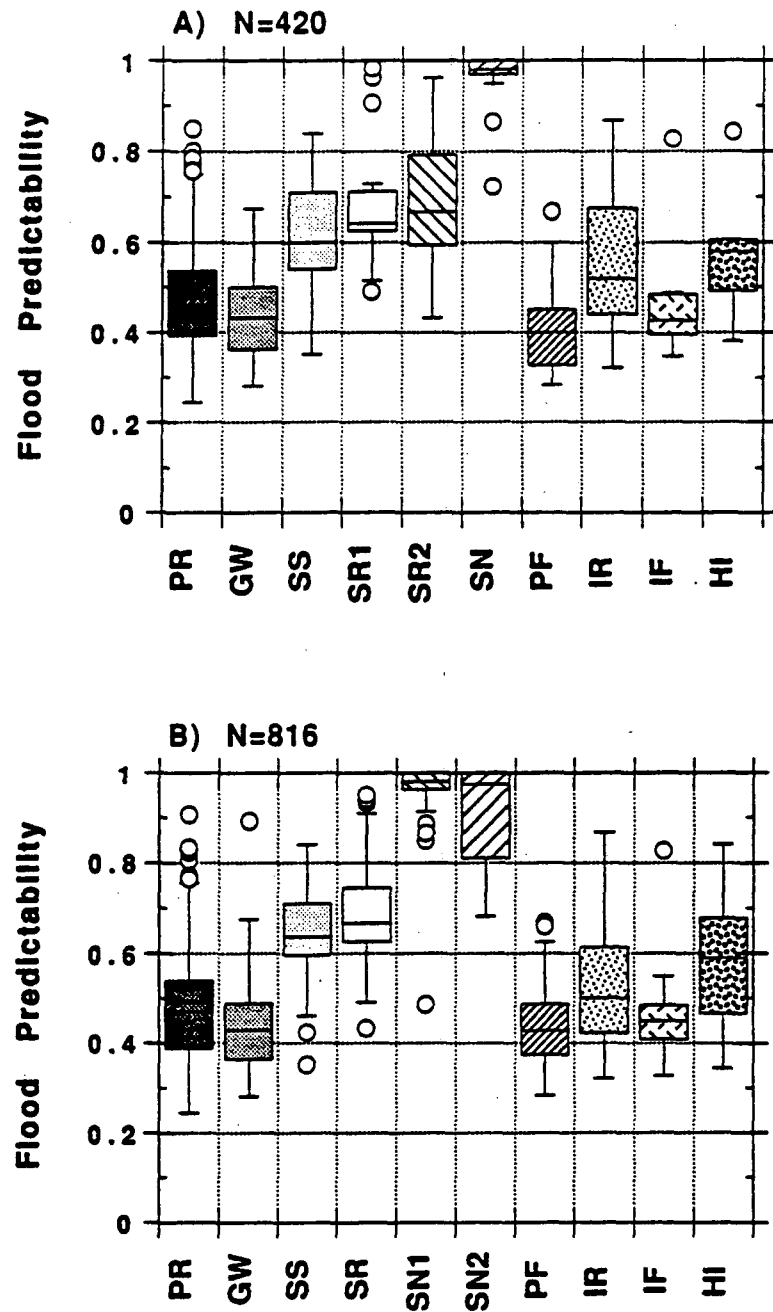 A) N=420
Flood Predictability
1
0.8
0.6
0.4
0.2
0
PR GW SS SR1 SR2 SN PF IR IF HI
B) N=816
Flood Predictability
1
0.8
0.6
0.4
0.2
0
PR GW SS SR SN1 SN2 PF IR IF HI